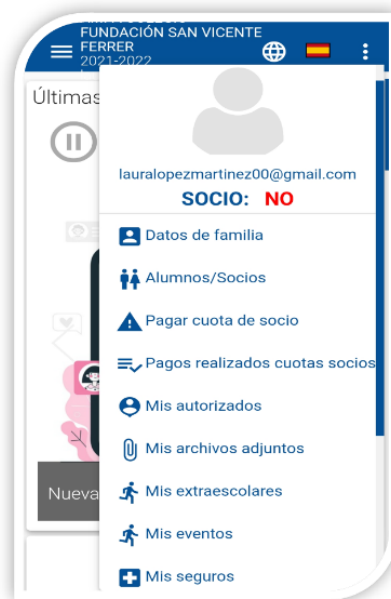 FUNDACIÓN SAN VICENTE
FERRER
2021-2022
Últimas
lauralopezmartinez00@gmail.com
SOCIO: NO
Datos de familia
Alumnos/Socios
Pagar cuota de socio
Pagos realizados cuotas socios
Mis autorizados
Mis archivos adjuntos
Nueva
Mis extraescolares
Mis eventos
Mis seguros